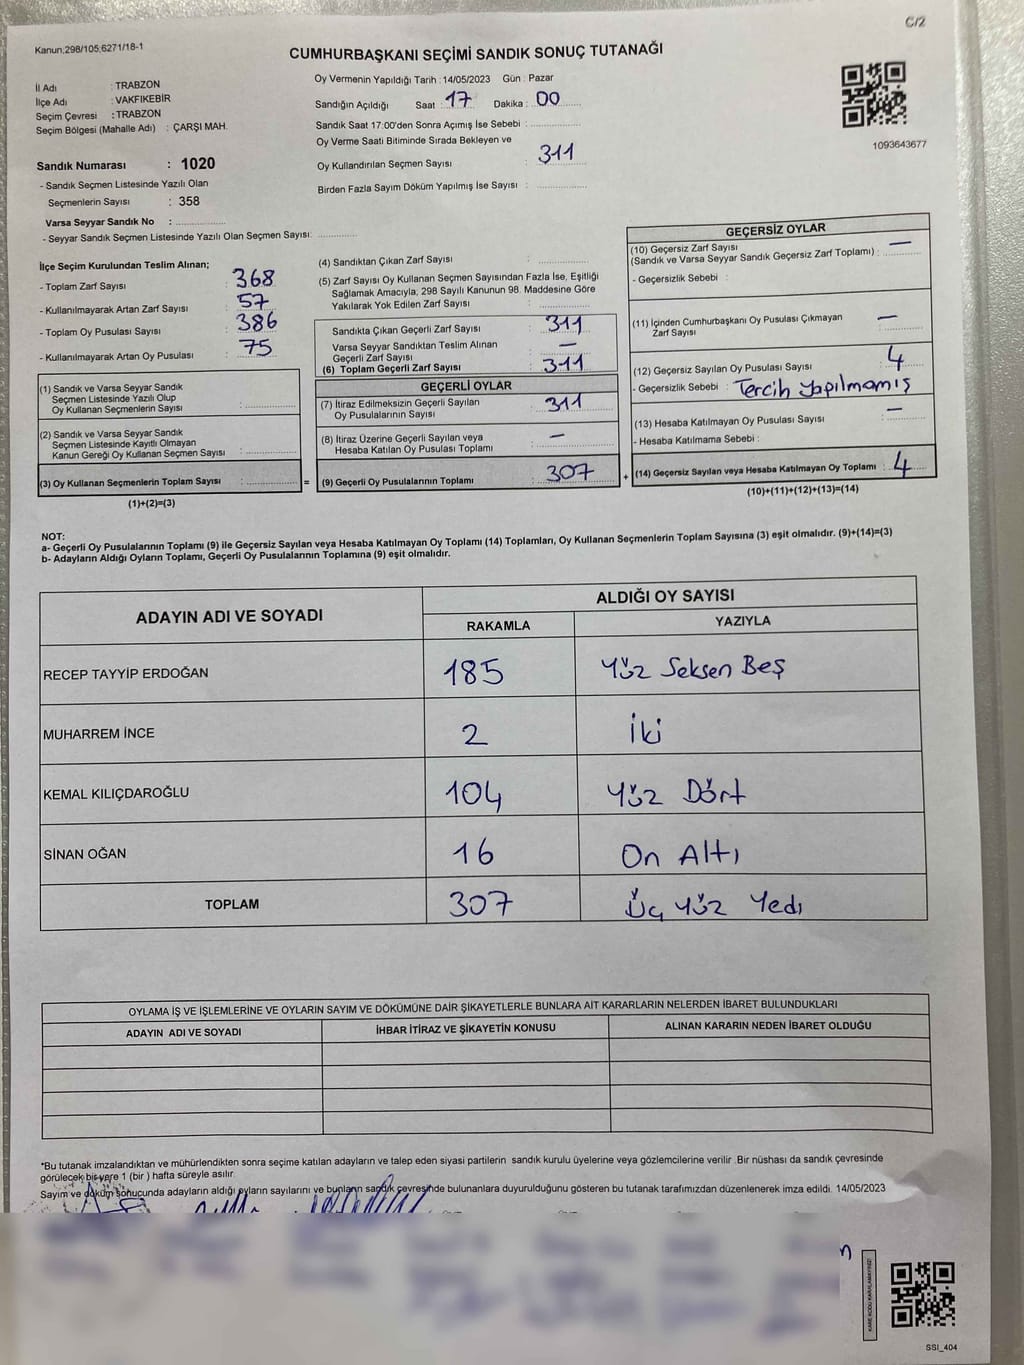 C/2
Kanun;298/105;6271/18-1
CUMHURBAŞKANI SEÇİMİ SANDIK SONUÇ TUTANAĞI
İl Adı : TRABZON
İlçe Adı : VAKFIKEBİR
Seçim Çevresi : TRABZON
Seçim Bölgesi (Mahalle Adı) : ÇARŞI MAH.
Sandık Numarası : 1020
- Sandık Seçmen Listesinde Yazılı Olan
Seçmenlerin Sayısı : 358
Varsa Seyyar Sandık No : ..............
- Seyyar Sandık Seçmen Listesinde Yazılı Olan Seçmen Sayısı: ..............
Oy Vermenin Yapıldığı Tarih : 14/05/2023 Gün : Pazar
Sandığın Açıldığı Saat : 17 Dakika : 00
Sandık Saat 17:00'den Sonra Açımış İse Sebebi : ..............
Oy Verme Saati Bitiminde Sırada Bekleyen ve
Oy Kullandırılan Seçmen Sayısı : 311
Birden Fazla Sayım Döküm Yapılmış İse Sayısı : ..............
1093643677
İlçe Seçim Kurulundan Teslim Alınan;
- Toplam Zarf Sayısı : 368
- Kullanılmayarak Artan Zarf Sayısı : 57
- Toplam Oy Pusulası Sayısı : 386
- Kullanılmayarak Artan Oy Pusulası : 75
(1) Sandık ve Varsa Seyyar Sandık
Seçmen Listesinde Yazılı Olup
Oy Kullanan Seçmenlerin Sayısı : ..............
(2) Sandık ve Varsa Seyyar Sandık
Seçmen Listesinde Kayıtlı Olmayan
Kanun Gereği Oy Kullanan Seçmen Sayısı : ..............
(3) Oy Kullanan Seçmenlerin Toplam Sayısı : ..............
(1)+(2)=(3)
=
(4) Sandıktan Çıkan Zarf Sayısı : ..............
(5) Zarf Sayısı Oy Kullanan Seçmen Sayısından Fazla İse, Eşitliği
Sağlamak Amacıyla, 298 Sayılı Kanunun 98. Maddesine Göre
Yakılarak Yok Edilen Zarf Sayısı : ..............
Sandıkta Çıkan Geçerli Zarf Sayısı : 311
Varsa Seyyar Sandıktan Teslim Alınan
Geçerli Zarf Sayısı : —
(6) Toplam Geçerli Zarf Sayısı : 311
GEÇERLİ OYLAR
(7) İtiraz Edilmeksizin Geçerli Sayılan
Oy Pusulalarının Sayısı : 311
(8) İtiraz Üzerine Geçerli Sayılan veya
Hesaba Katılan Oy Pusulası Toplamı : —
(9) Geçerli Oy Pusulalarının Toplamı : 307
+
GEÇERSİZ OYLAR
(10) Geçersiz Zarf Sayısı
(Sandık ve Varsa Seyyar Sandık Geçersiz Zarf Toplamı) : —
- Geçersizlik Sebebi :
(11) İçinden Cumhurbaşkanı Oy Pusulası Çıkmayan
Zarf Sayısı : —
(12) Geçersiz Sayılan Oy Pusulası Sayısı : 4
- Geçersizlik Sebebi : Tercih Yapılmamış
(13) Hesaba Katılmayan Oy Pusulası Sayısı : —
- Hesaba Katılmama Sebebi :
(14) Geçersiz Sayılan veya Hesaba Katılmayan Oy Toplamı : 4
(10)+(11)+(12)+(13)=(14)
NOT:
a- Geçerli Oy Pusulalarının Toplamı (9) ile Geçersiz Sayılan veya Hesaba Katılmayan Oy Toplamı (14) Toplamları, Oy Kullanan Seçmenlerin Toplam Sayısına (3) eşit olmalıdır. (9)+(14)=(3)
b- Adayların Aldığı Oyların Toplamı, Geçerli Oy Pusulalarının Toplamına (9) eşit olmalıdır.
ADAYIN ADI VE SOYADI
ALDIĞI OY SAYISI
RAKAMLA YAZIYLA
RECEP TAYYİP ERDOĞAN 185 Yüz Seksen Beş
MUHARREM İNCE 2 İki
KEMAL KILIÇDAROĞLU 104 Yüz Dört
SİNAN OĞAN 16 On Altı
TOPLAM 307 Üç Yüz Yedi
OYLAMA İŞ VE İŞLEMLERİNE VE OYLARIN SAYIM VE DÖKÜMÜNE DAİR ŞİKAYETLERLE BUNLARA AİT KARARLARIN NELERDEN İBARET BULUNDUKLARI
ADAYIN ADI VE SOYADI İHBAR İTİRAZ VE ŞİKAYETİN KONUSU ALINAN KARARIN NEDEN İBARET OLDUĞU
*Bu tutanak imzalandıktan ve mühürlendikten sonra seçime katılan adayların ve talep eden siyasi partilerin sandık kurulu üyelerine veya gözlemcilerine verilir .Bir nüshası da sandık çevresinde
görülecek bir yere 1 (bir ) hafta süreyle asılır.
Sayım ve döküm sonucunda adayların aldığı oyların sayılarını ve bunların sandık çevresinde bulunanlara duyurulduğunu gösteren bu tutanak tarafımızdan düzenlenerek imza edildi. 14/05/2023
n
KARE KODU KARALAMAYINIZ!
SSİ_404